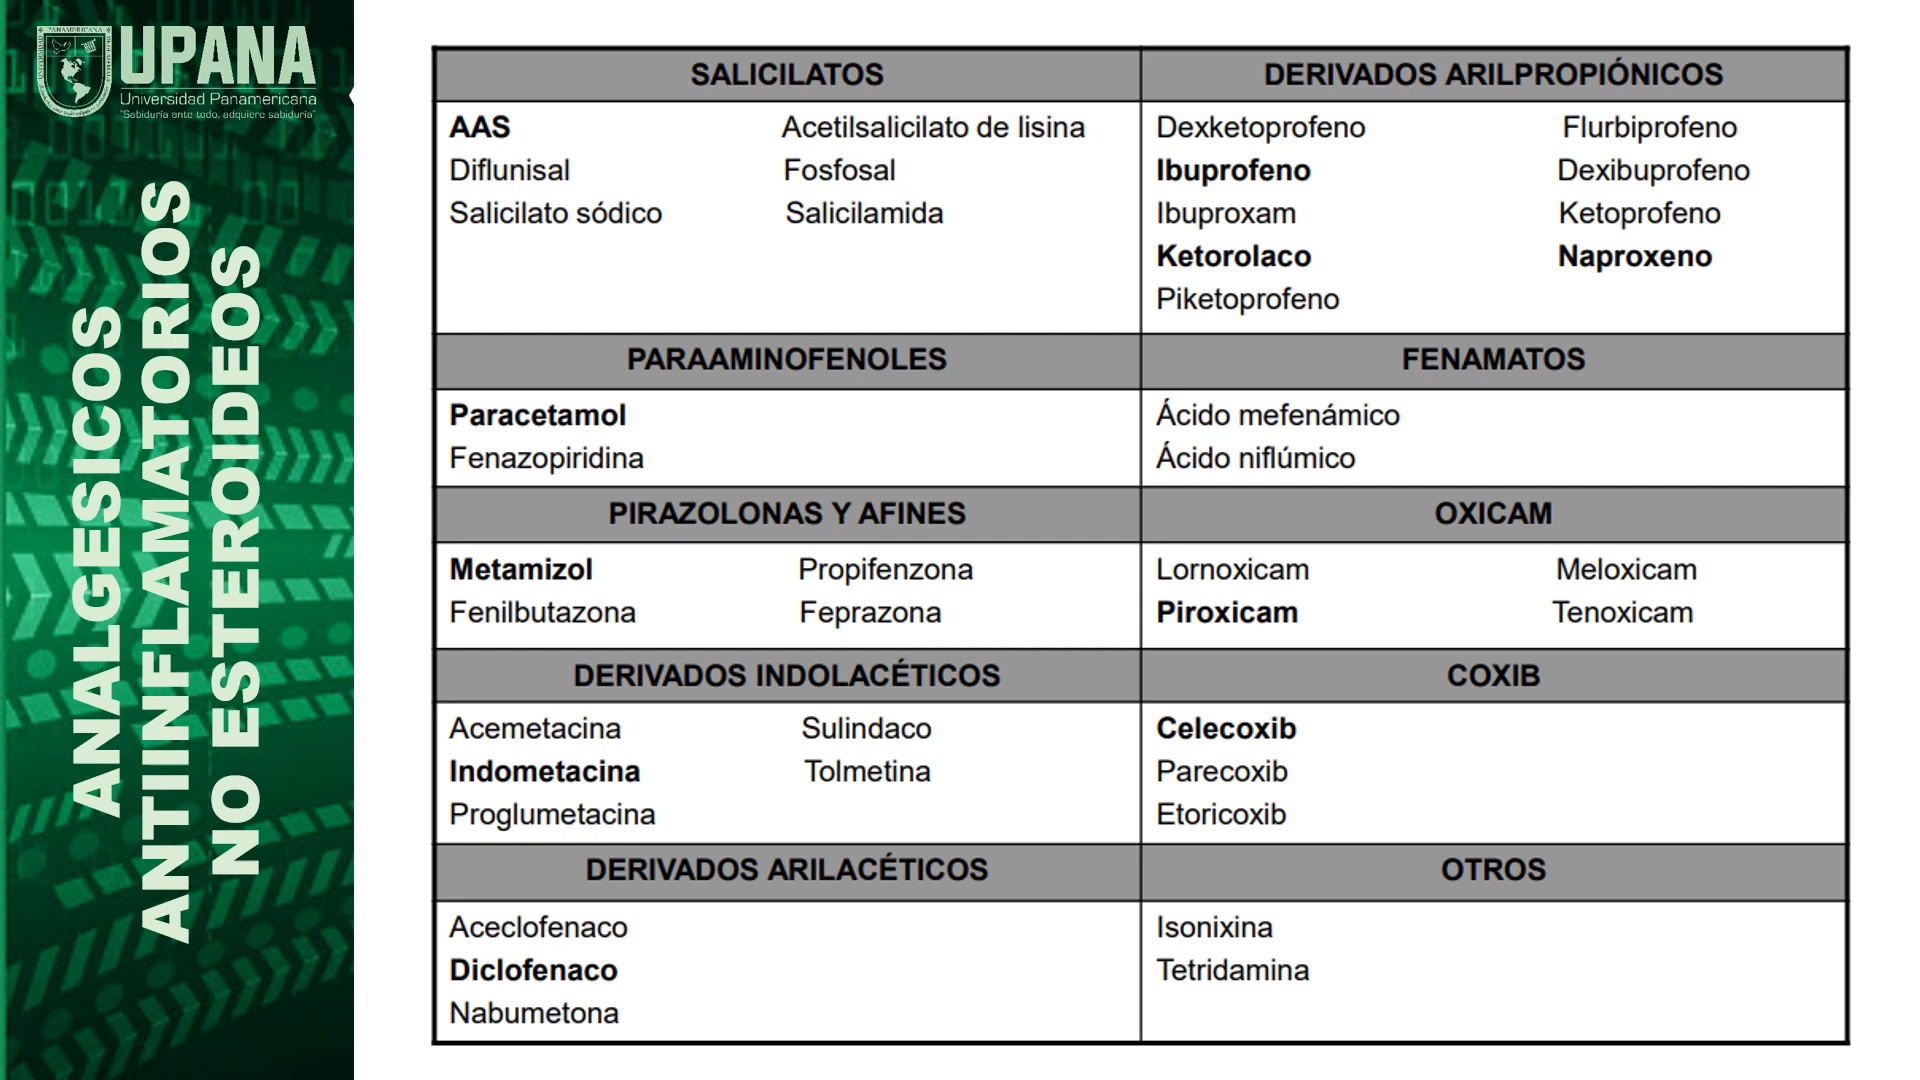 UPANA
Universidad Panamericana
"Sabiduría ante todo, adquiere sabiduría"
ANALGESICOS
ANTIINFLAMATORIOS
NO ESTEROIDEOS
SALICILATOS
AAS Acetilsalicilato de lisina
Diflunisal Fosfosal
Salicilato sódico Salicilamida
DERIVADOS ARILPROPIÓNICOS
Dexketoprofeno Flurbiprofeno
Ibuprofeno Dexibuprofeno
Ibuproxam Ketoprofeno
Ketorolaco Naproxeno
Piketoprofeno
PARAAMINOFENOLES
Paracetamol
Fenazopiridina
FENAMATOS
Ácido mefenámico
Ácido niflúmico
PIRAZOLONAS Y AFINES
Metamizol Propifenzona
Fenilbutazona Feprazona
OXICAM
Lornoxicam Meloxicam
Piroxicam Tenoxicam
DERIVADOS INDOLACÉTICOS
Acemetacina Sulindaco
Indometacina Tolmetina
Proglumetacina
COXIB
Celecoxib
Parecoxib
Etoricoxib
DERIVADOS ARILACÉTICOS
Aceclofenaco
Diclofenaco
Nabumetona
OTROS
Isonixina
Tetridamina